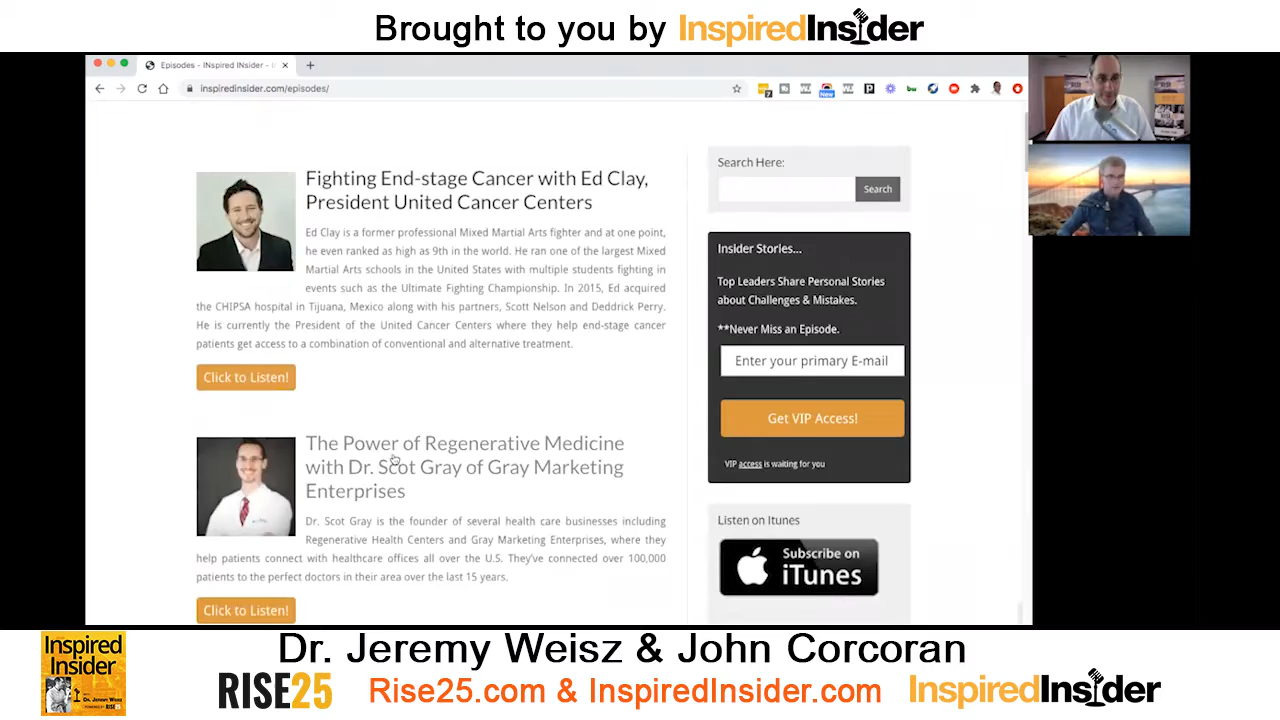 Brought to you by InspiredInsider
Episodes - INspired INsider - I
inspiredinsider.com/episodes/
Fighting End-stage Cancer with Ed Clay,
President United Cancer Centers
Ed Clay is a former professional Mixed Martial Arts fighter and at one point,
he even ranked as high as 9th in the world. He ran one of the largest Mixed
Martial Arts schools in the United States with multiple students fighting in
events such as the Ultimate Fighting Championship. In 2015, Ed acquired
the CHIPSA hospital in Tijuana, Mexico along with his partners, Scott Nelson and Deddrick Perry.
He is currently the President of the United Cancer Centers where they help end-stage cancer
patients get access to a combination of conventional and alternative treatment.
Click to Listen!
The Power of Regenerative Medicine
with Dr. Scot Gray of Gray Marketing
Enterprises
Dr. Scot Gray is the founder of several health care businesses including
Regenerative Health Centers and Gray Marketing Enterprises, where they
help patients connect with healthcare offices all over the U.S. They've connected over 100,000
patients to the perfect doctors in their area over the last 15 years.
Click to Listen!
Search Here:
Search
Insider Stories...
Top Leaders Share Personal Stories
about Challenges & Mistakes.
**Never Miss an Episode.
Enter your primary E-mail
Get VIP Access!
VIP access is waiting for you
Listen on Itunes
Subscribe on
iTunes
New
Inspired
Insider
Dr. Jeremy Weisz & John Corcoran
RISE25
Rise25.com & InspiredInsider.com
InspiredInsider